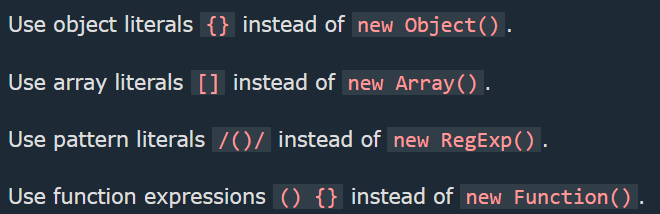 Use object literals {} instead of new Object().
Use array literals [] instead of new Array().
Use pattern literals /()/ instead of new RegExp().
Use function expressions () {} instead of new Function().